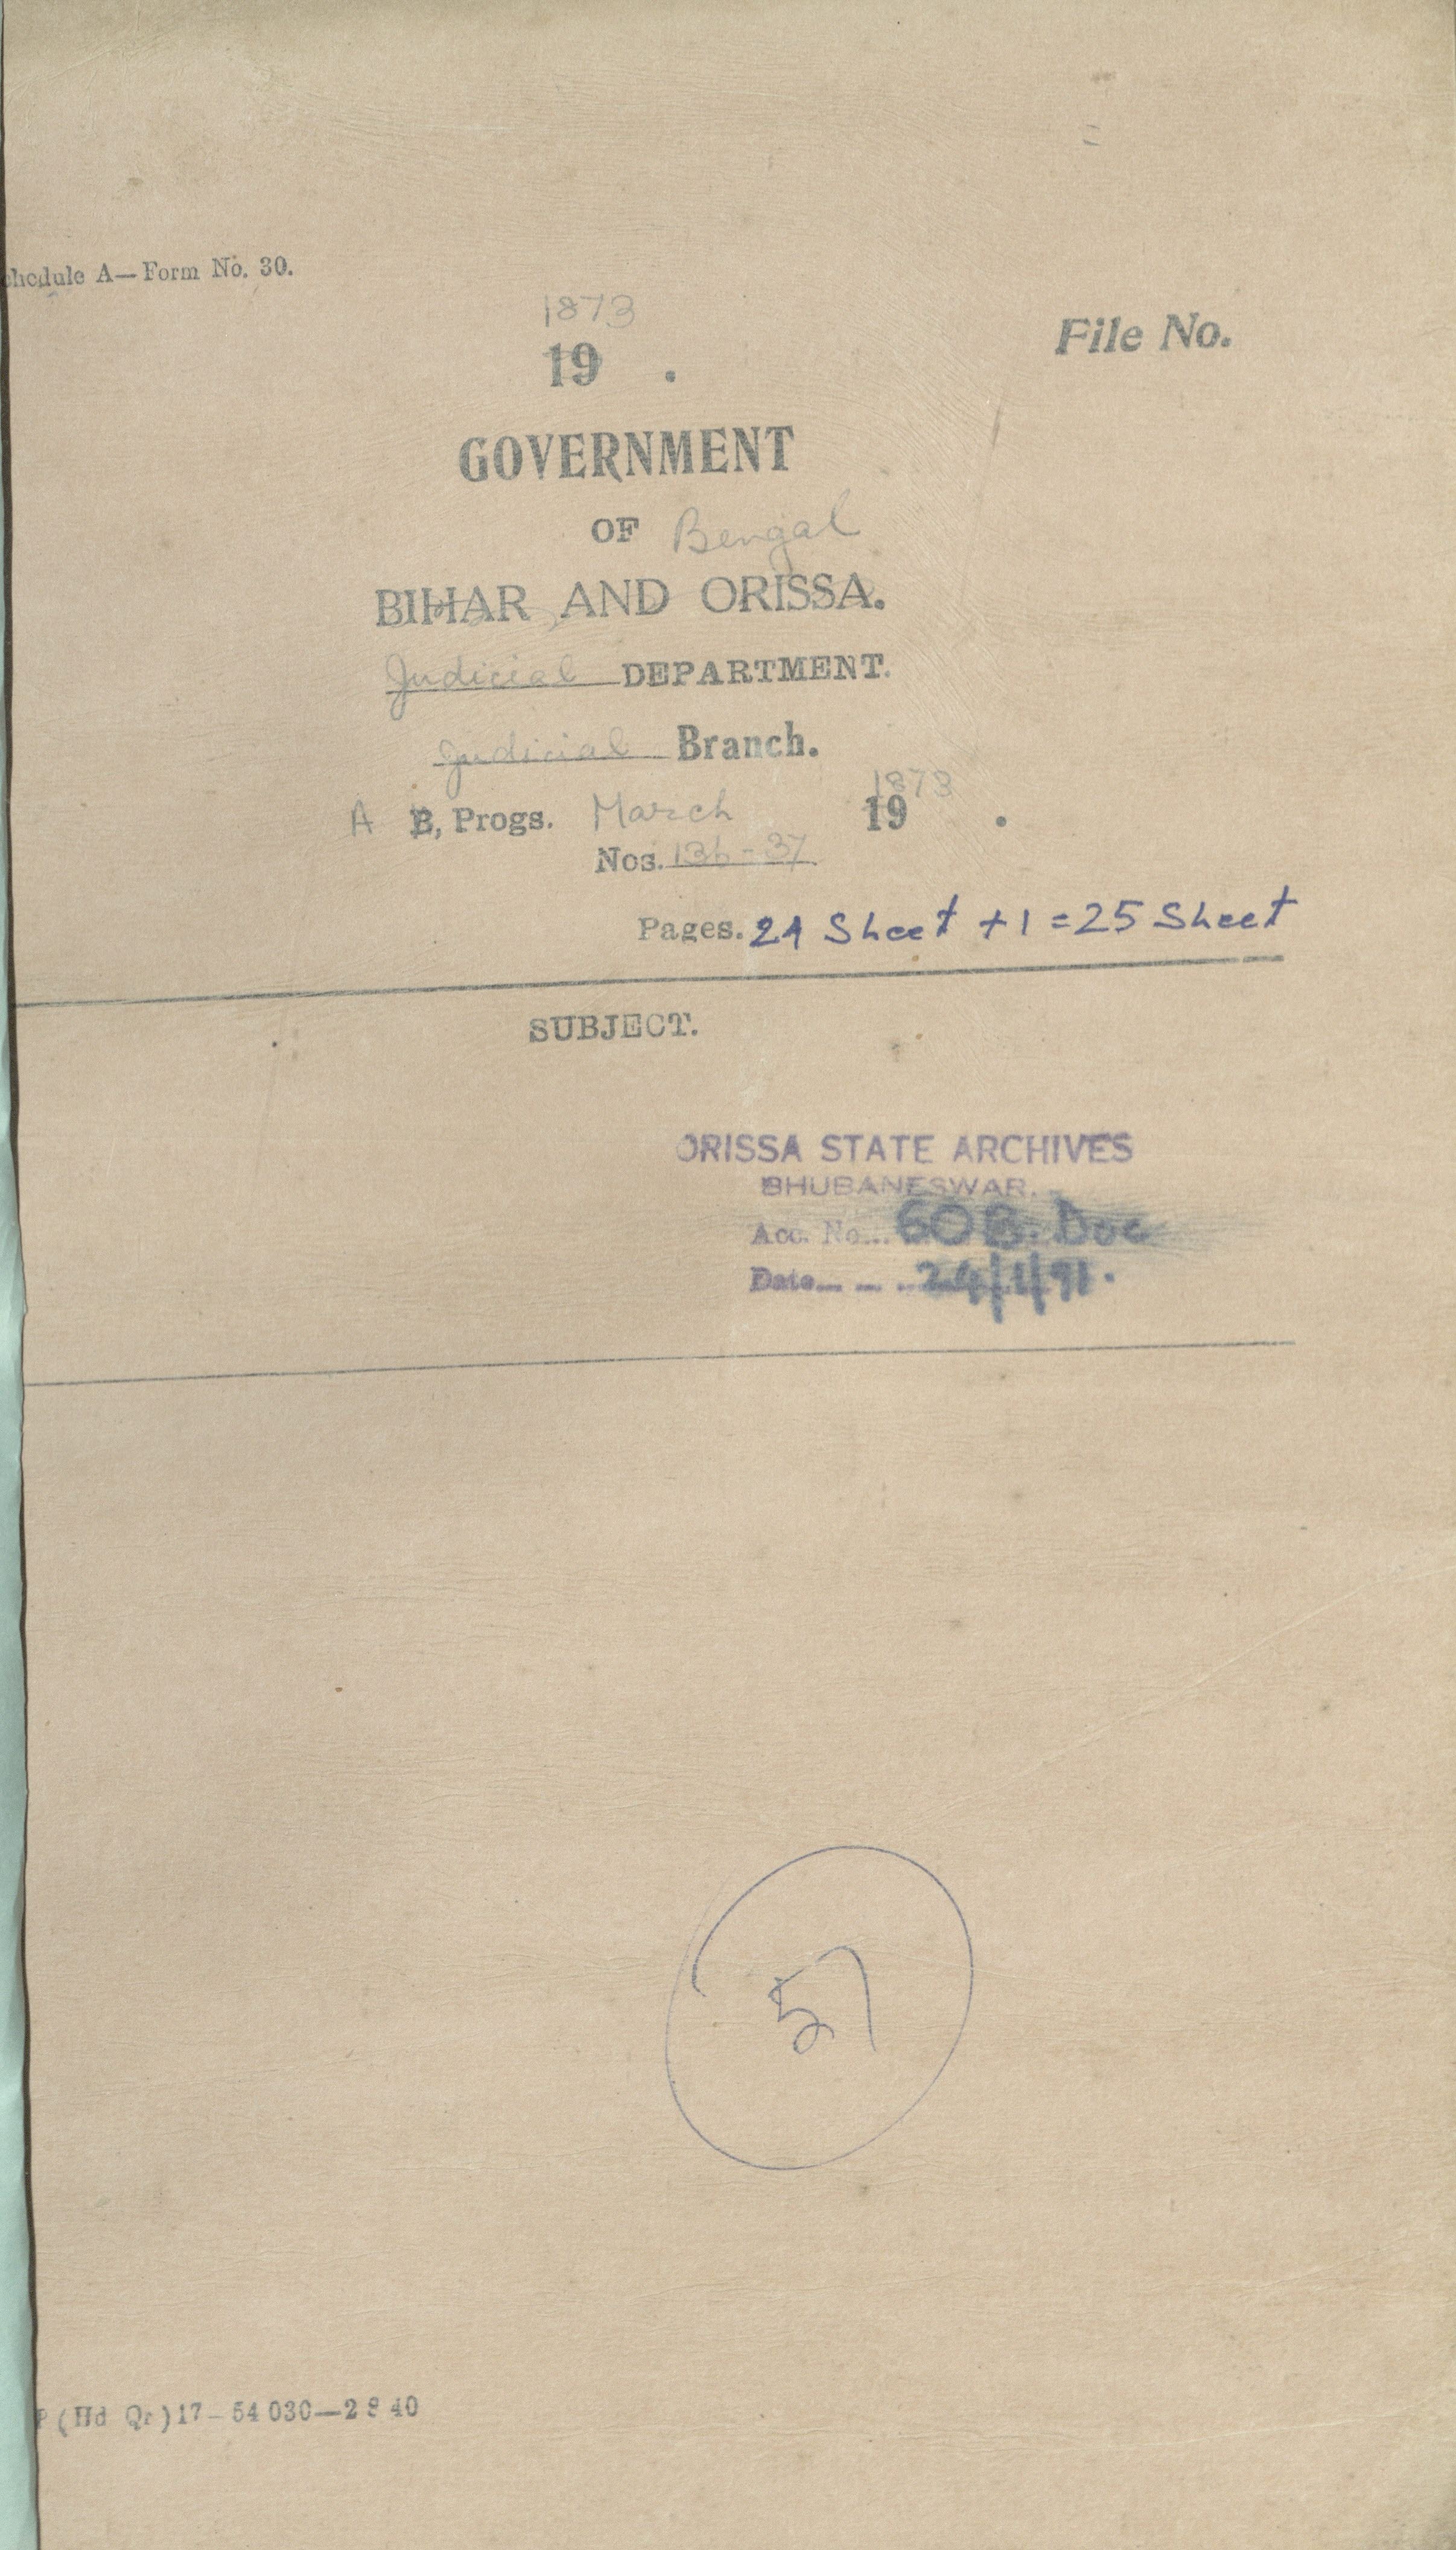 chedule A—Form No. 30.
1873
19 .
File No.
GOVERNMENT
OF Bengal
BIHAR AND ORISSA.
Judicial DEPARTMENT.
Judicial Branch.
A B, Progs. March 1873
19 .
Nos. 136-37
Pages. 24 Sheet +1=25 Sheet
SUBJECT.
ORISSA STATE ARCHIVES
BHUBANESWAR.
Acc. No... 60 B. Doc
Date... 24/1/91.
57
P (Hd Qr) 17—54 030—2 8 40